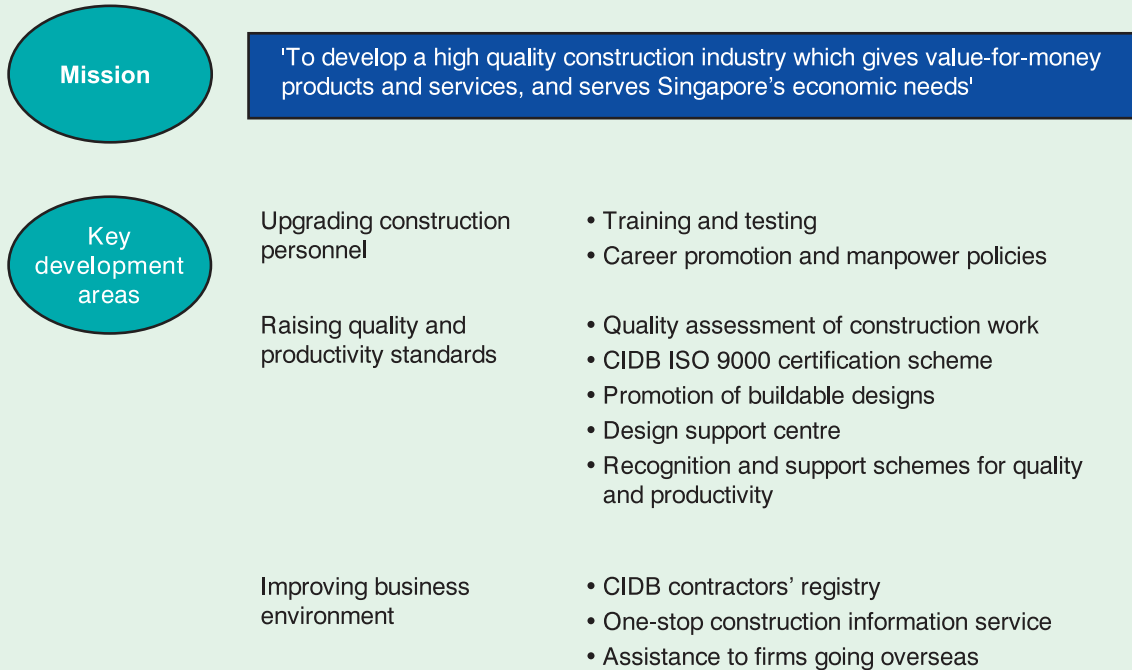 Mission
'To develop a high quality construction industry which gives value-for-money
products and services, and serves Singapore's economic needs'
Key
development
areas
Upgrading construction
personnel
• Training and testing
• Career promotion and manpower policies
Raising quality and
productivity standards
• Quality assessment of construction work
• CIDB ISO 9000 certification scheme
• Promotion of buildable designs
• Design support centre
• Recognition and support schemes for quality
and productivity
Improving business
environment
• CIDB contractors' registry
• One-stop construction information service
• Assistance to firms going overseas